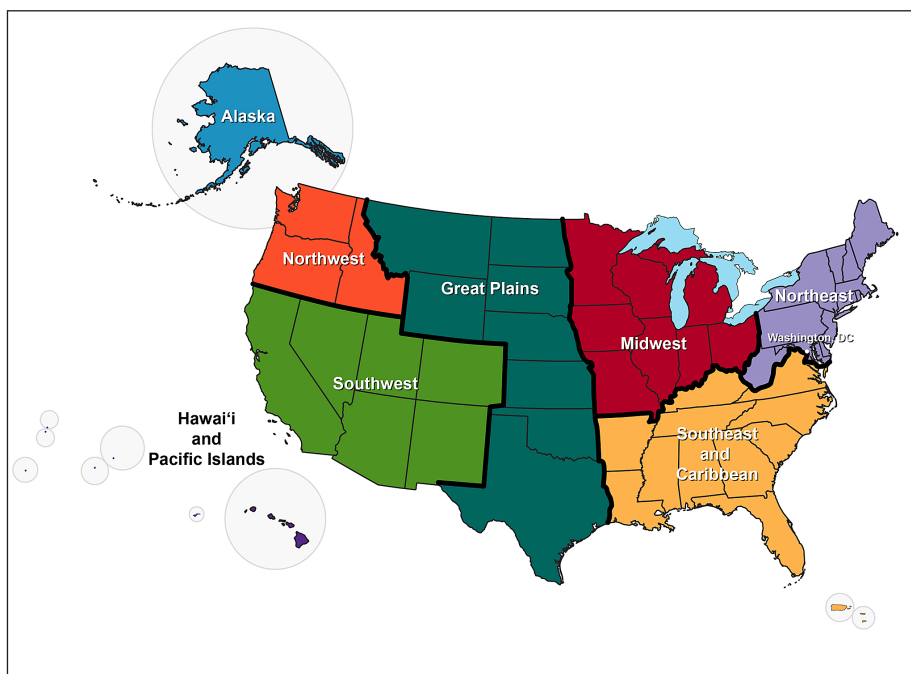 Alaska
Northwest
Great Plains
Northeast
Washington, DC
Midwest
Southwest
Hawai‘i
and
Pacific Islands
Southeast
and
Caribbean